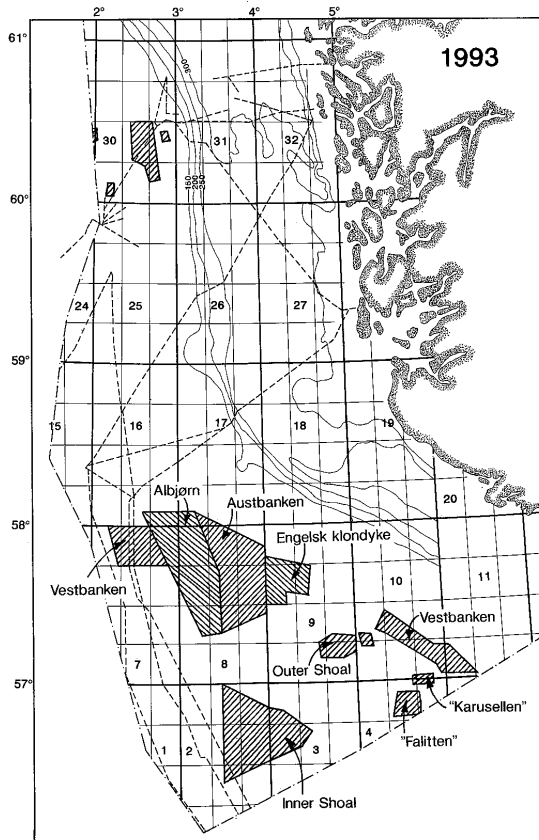 2° 3° 4° 5°
61°
1993
300
30 31 32
150 200 250
60°
24 25 26 27
59°
15 16 17 18 19
20
Albjørn
Austbanken
58°
Engelsk klondyke
Vestbanken
10 11
9
Vestbanken
Outer Shoal
7 8
57°
"Karusellen"
4
"Falitten"
1 2 3
Inner Shoal